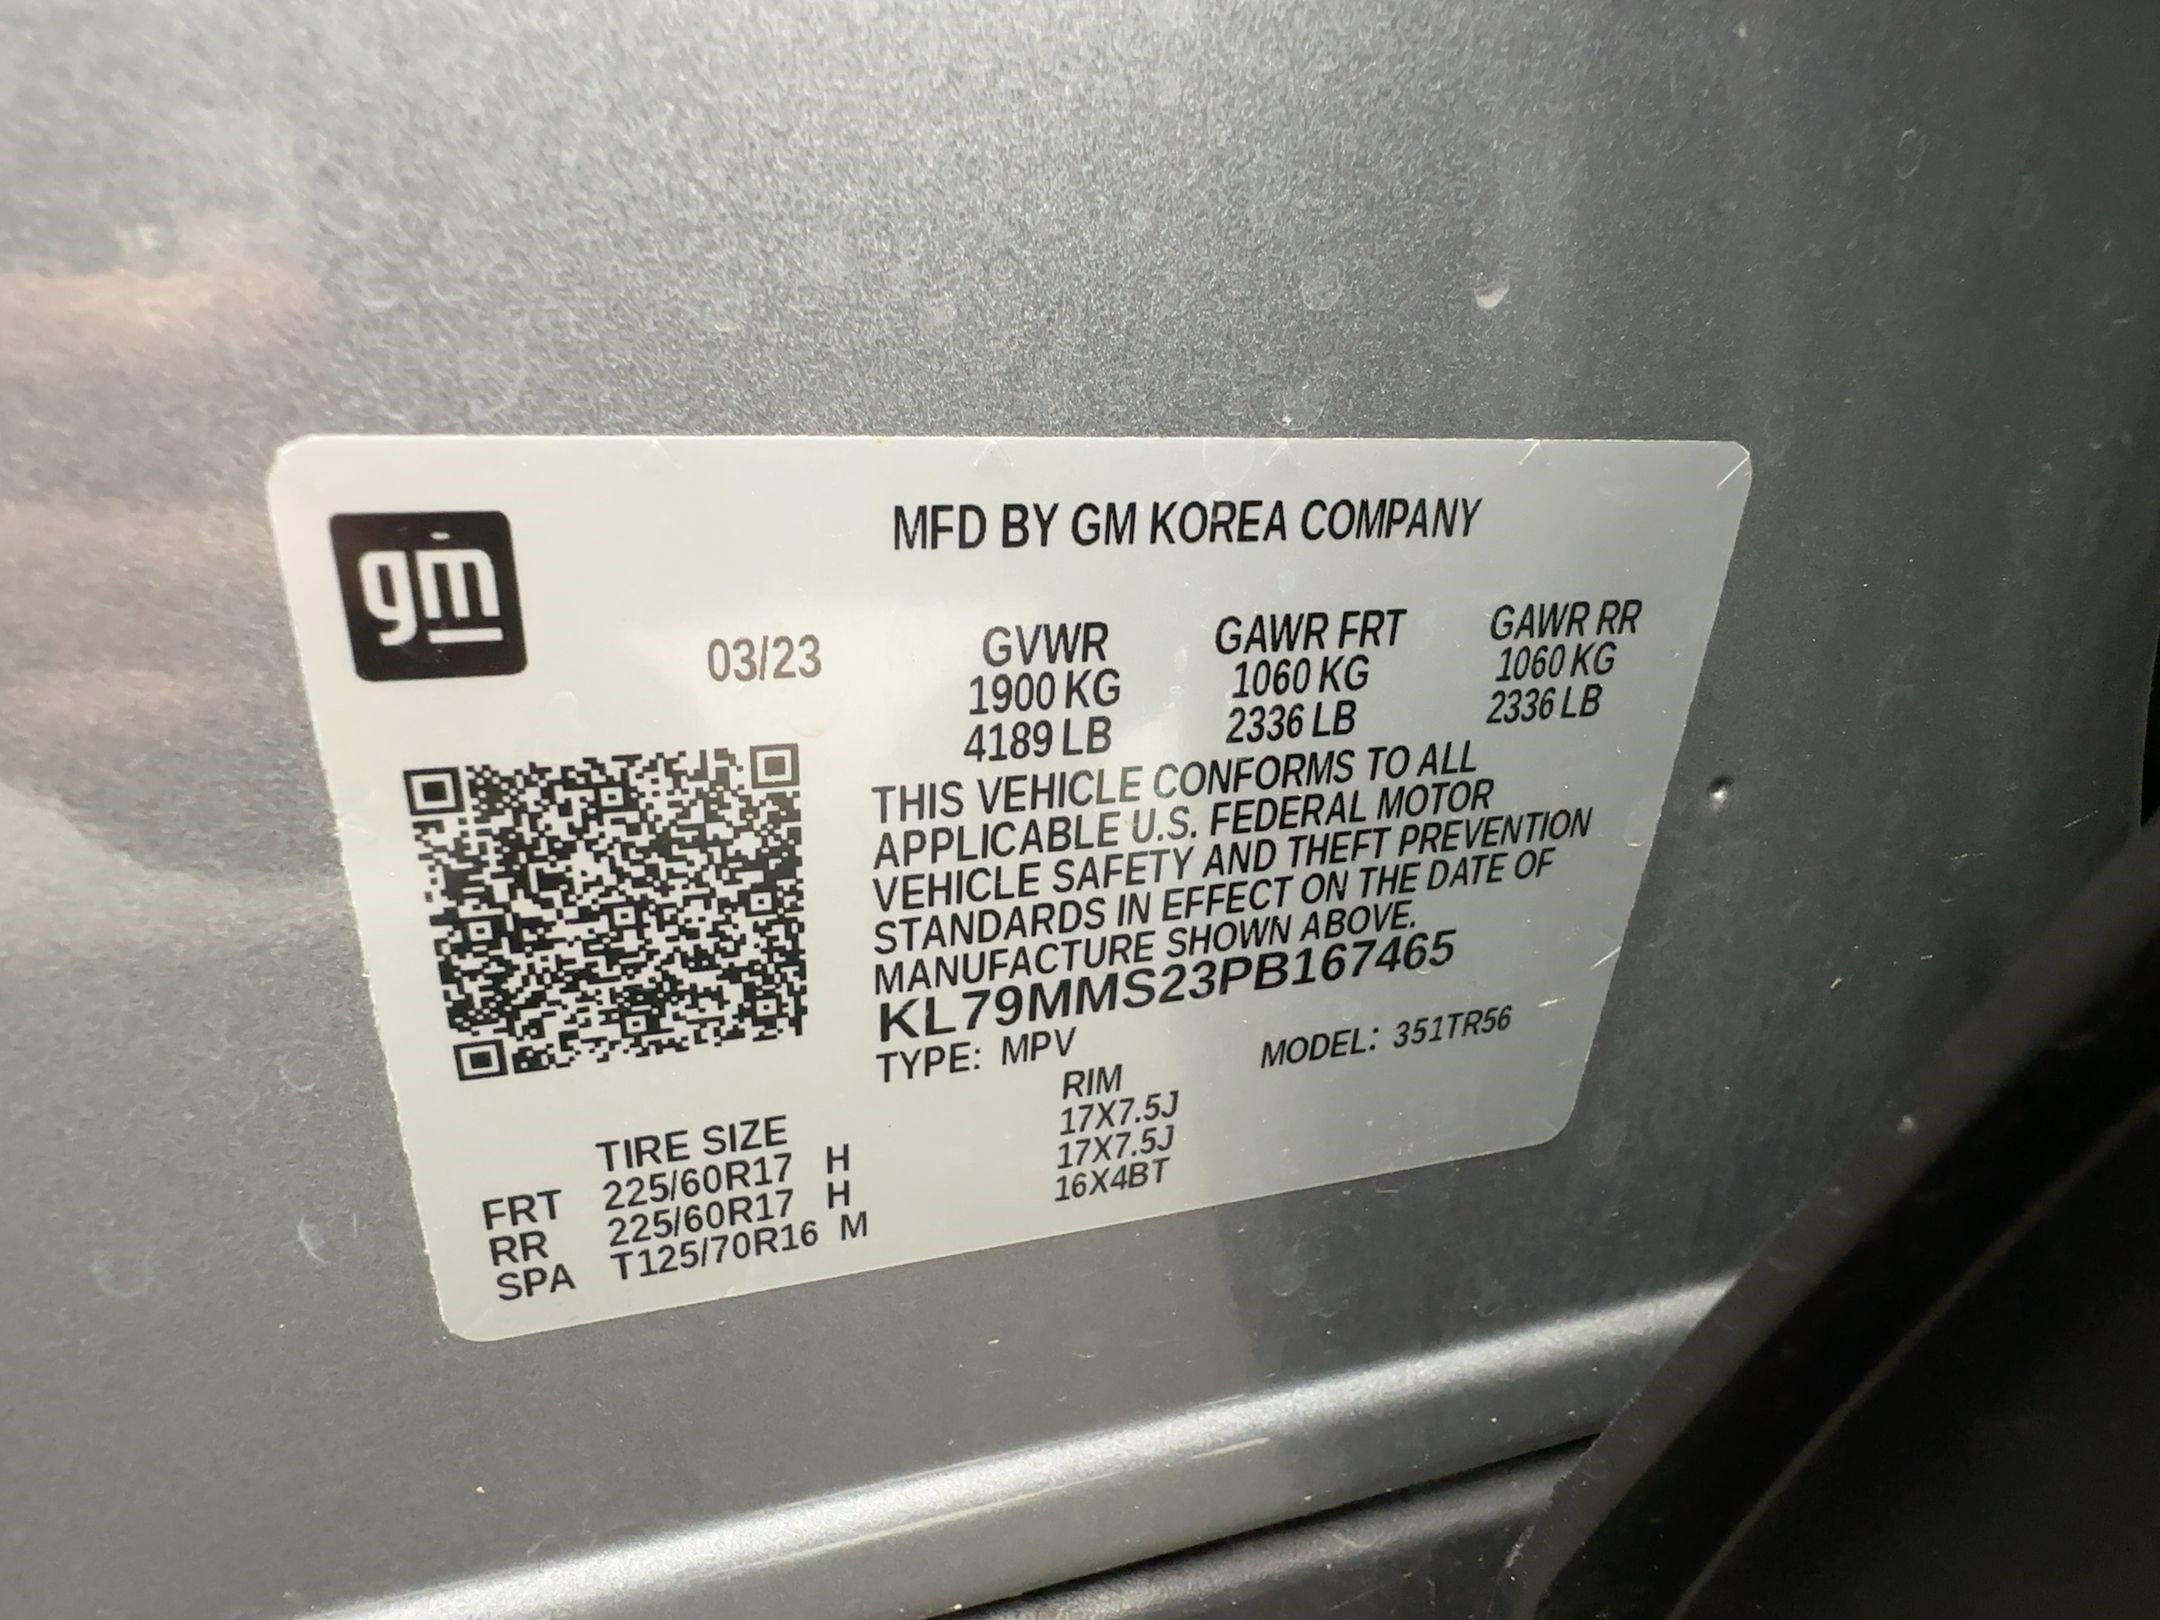 gm
MFD BY GM KOREA COMPANY
03/23 GVWR GAWR FRT GAWR RR
1900 KG 1060 KG 1060 KG
4189 LB 2336 LB 2336 LB
THIS VEHICLE CONFORMS TO ALL
APPLICABLE U.S. FEDERAL MOTOR
VEHICLE SAFETY AND THEFT PREVENTION
STANDARDS IN EFFECT ON THE DATE OF
MANUFACTURE SHOWN ABOVE.
KL79MMS23PB167465
TYPE: MPV MODEL: 351TR56
TIRE SIZE RIM
FRT 225/60R17 H 17X7.5J
RR 225/60R17 H 17X7.5J
SPA T125/70R16 M 16X4BT